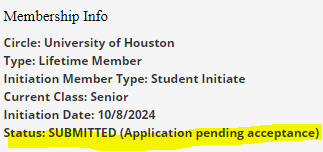 Membership Info
Circle: University of Houston
Type: Lifetime Member
Initiation Member Type: Student Initiate
Current Class: Senior
Initiation Date: 10/8/2024
Status: SUBMITTED (Application pending acceptance)